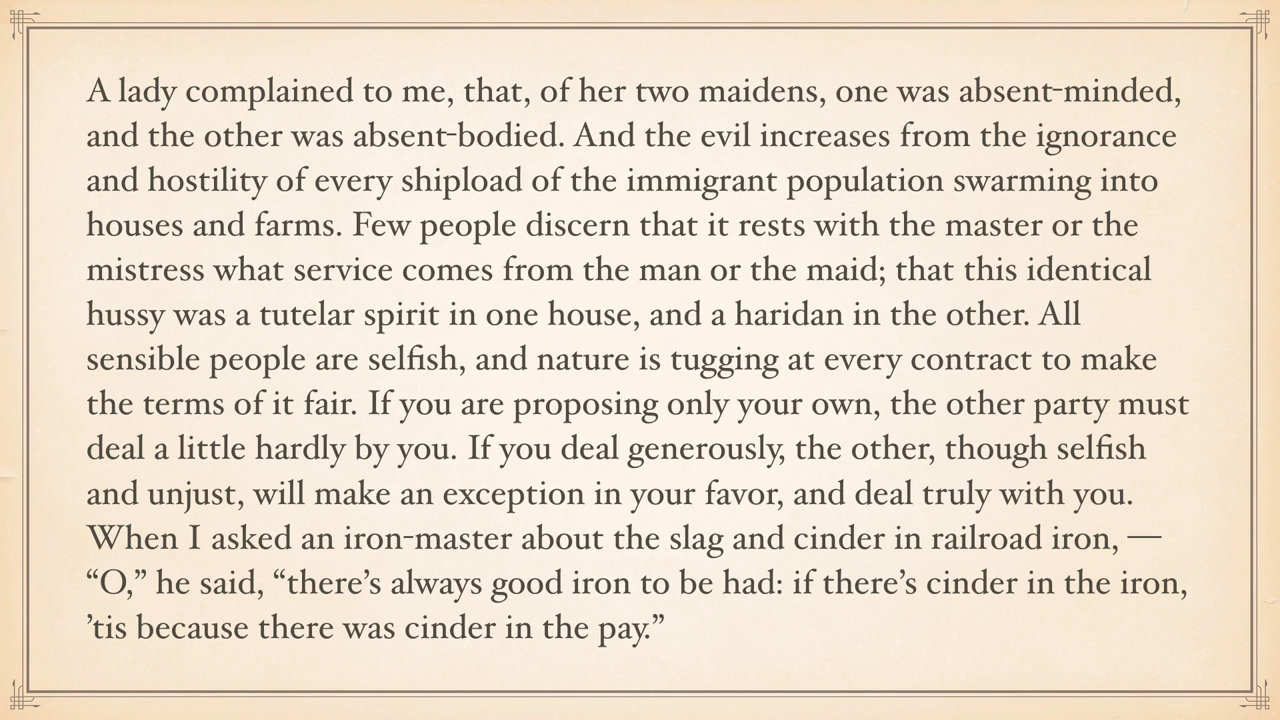 A lady complained to me, that, of her two maidens, one was absent-minded,
and the other was absent-bodied. And the evil increases from the ignorance
and hostility of every shipload of the immigrant population swarming into
houses and farms. Few people discern that it rests with the master or the
mistress what service comes from the man or the maid; that this identical
hussy was a tutelar spirit in one house, and a haridan in the other. All
sensible people are selfish, and nature is tugging at every contract to make
the terms of it fair. If you are proposing only your own, the other party must
deal a little hardly by you. If you deal generously, the other, though selfish
and unjust, will make an exception in your favor, and deal truly with you.
When I asked an iron-master about the slag and cinder in railroad iron, —
“O,” he said, “there’s always good iron to be had: if there’s cinder in the iron,
’tis because there was cinder in the pay.”